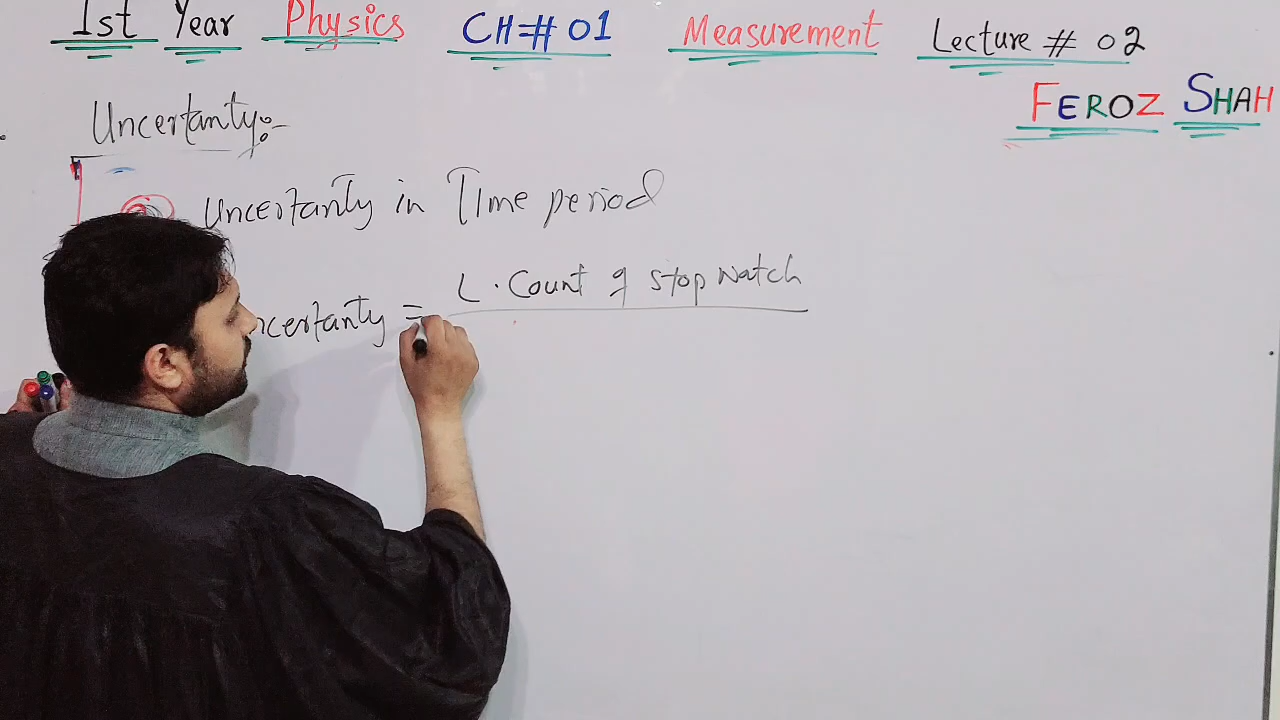 1st Year Physics CH# 01 Measurement Lecture # 02
FEROZ SHAH
Uncertanty:-
Uncertanty in Time period
ncertanty = L. Count of stop watch